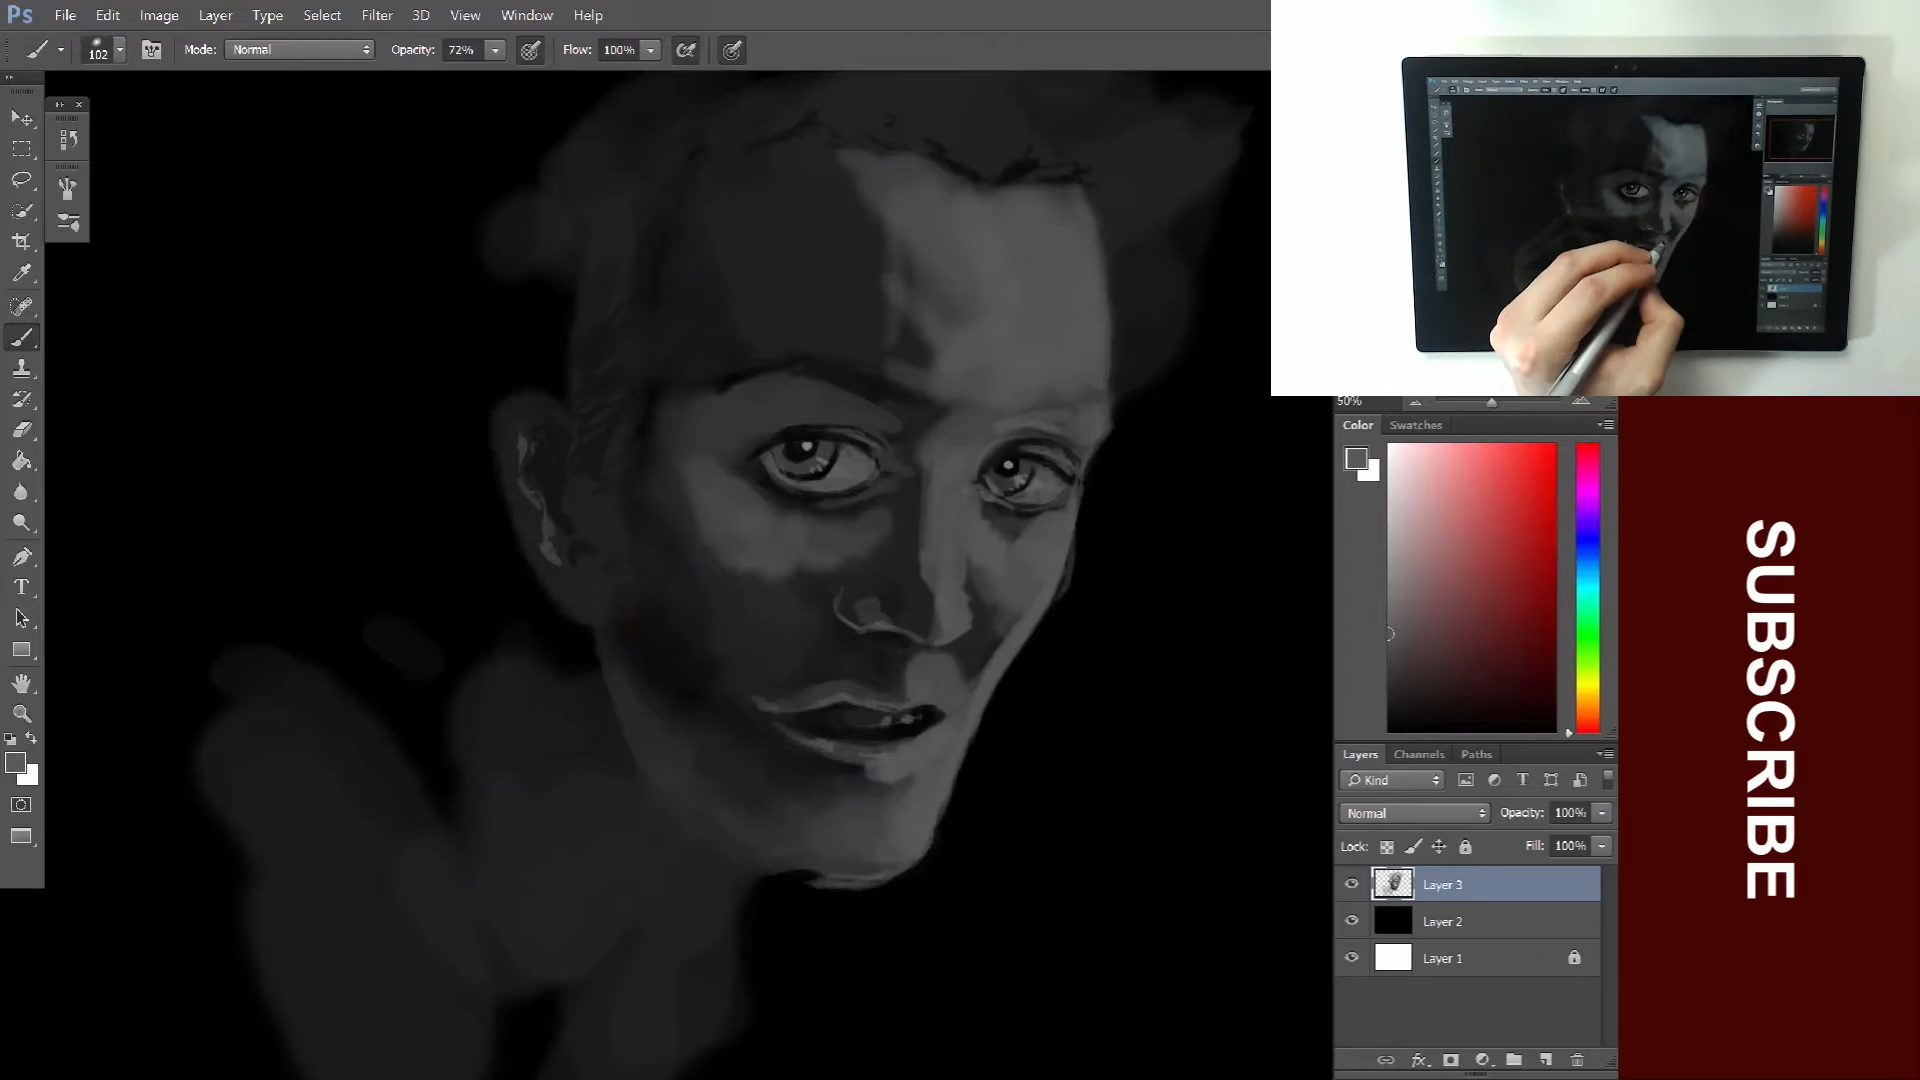 Ps File Edit Image Layer Type Select Filter 3D View Window Help
102 Mode: Normal Opacity: 72% Flow: 100%
50%
Color Swatches
SUBSCRIBE
T
Layers Channels Paths
Kind T
Normal Opacity: 100%
Lock: Fill: 100%
Layer 3
Layer 2
Layer 1
fx